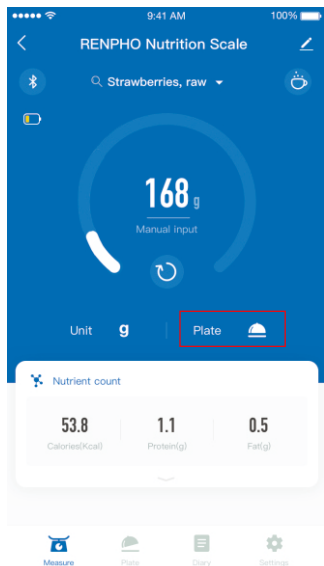 9:41 AM 100%
RENPHO Nutrition Scale
Strawberries, raw
168 g
Manual input
Unit g Plate
Nutrient count
53.8 1.1 0.5
Calories(Kcal) Protein(g) Fat(g)
Measure Plate Diary Settings